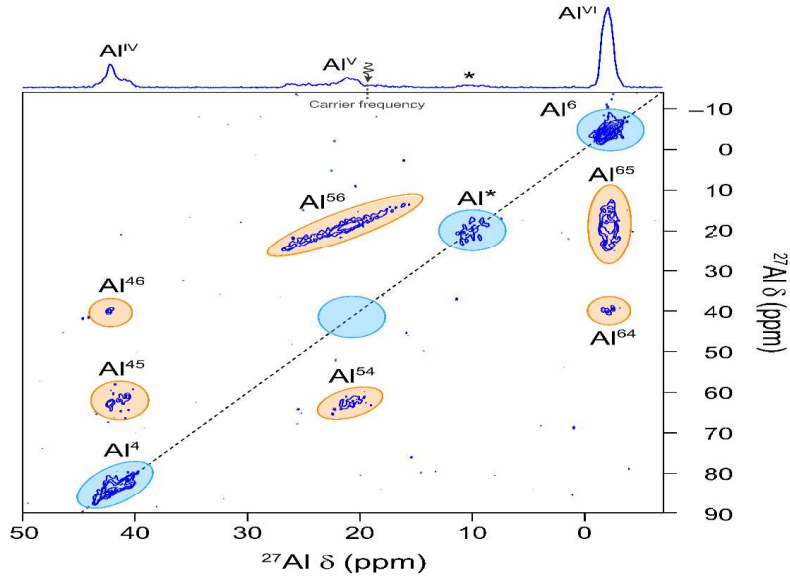 Al^VI
Al^IV
Al^V
*
Carrier frequency
Al^6
Al^65
Al^56
Al*
Al^46
Al^64
Al^45
Al^54
Al^4
−10
0
10
20
30
40
50
60
70
80
90
²⁷Al δ (ppm)
50 40 30 20 10 0
²⁷Al δ (ppm)